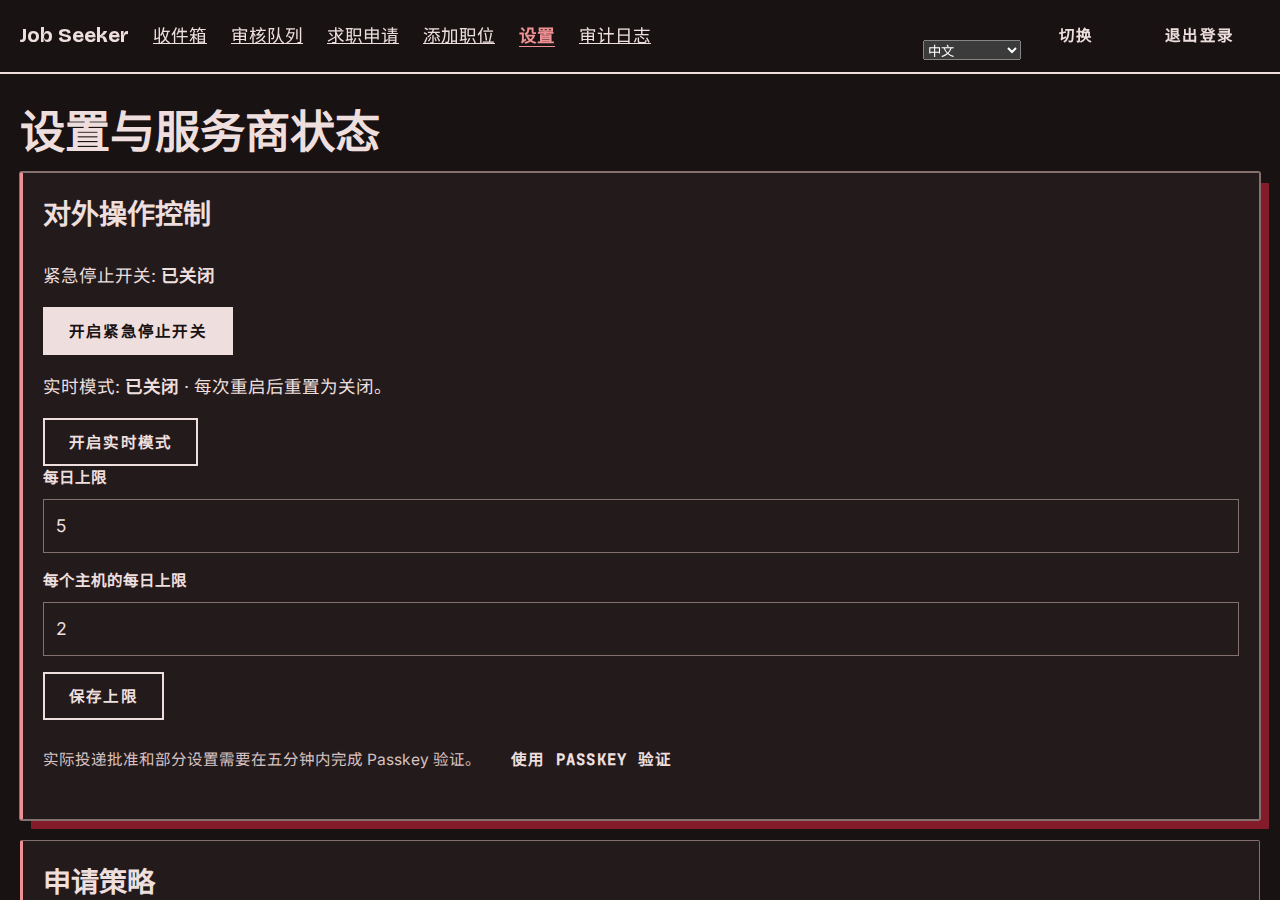 Job Seeker 收件箱 审核队列 求职申请 添加职位 设置 审计日志 中文 切换 退出登录
设置与服务商状态
对外操作控制
紧急停止开关: 已关闭
开启紧急停止开关
实时模式: 已关闭 · 每次重启后重置为关闭。
开启实时模式
每日上限
5
每个主机的每日上限
2
保存上限
实际投递批准和部分设置需要在五分钟内完成 Passkey 验证。 使用 PASSKEY 验证
申请策略